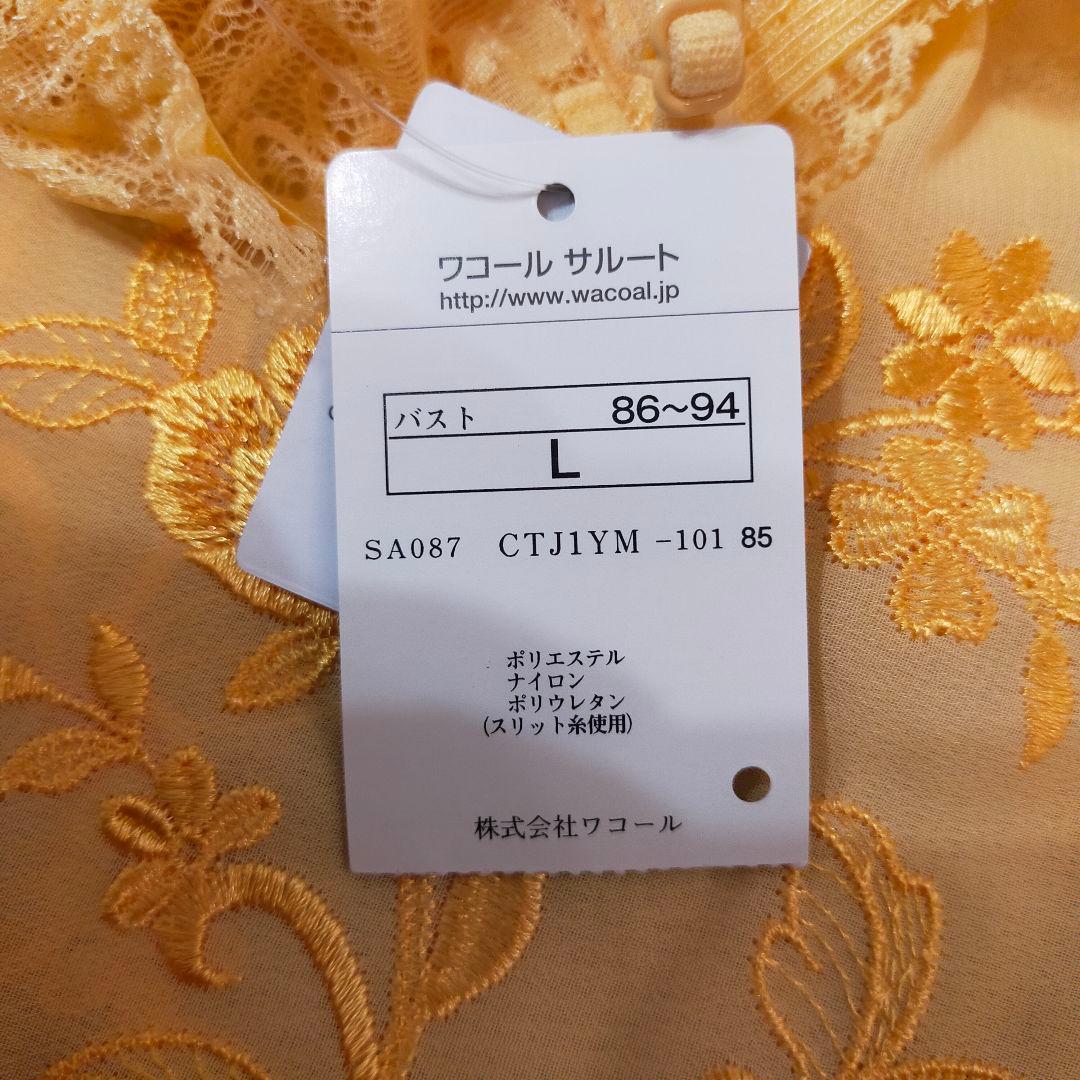 ワコール サルート
http://www.wacoal.jp
バスト 86〜94
L
SA087 CTJ1YM -101 85
ポリエステル
ナイロン
ポリウレタン
(スリット糸使用)
株式会社ワコール